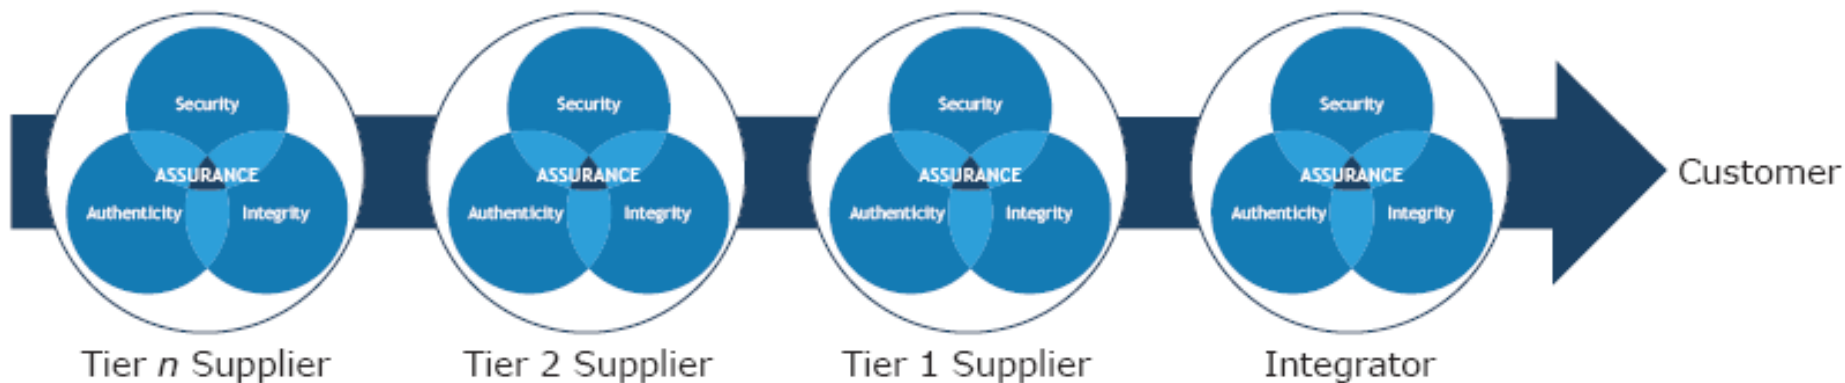 Security
ASSURANCE
Authenticity
Integrity
Tier n Supplier
Security
ASSURANCE
Authenticity
Integrity
Tier 2 Supplier
Security
ASSURANCE
Authenticity
Integrity
Tier 1 Supplier
Security
ASSURANCE
Authenticity
Integrity
Integrator
Customer